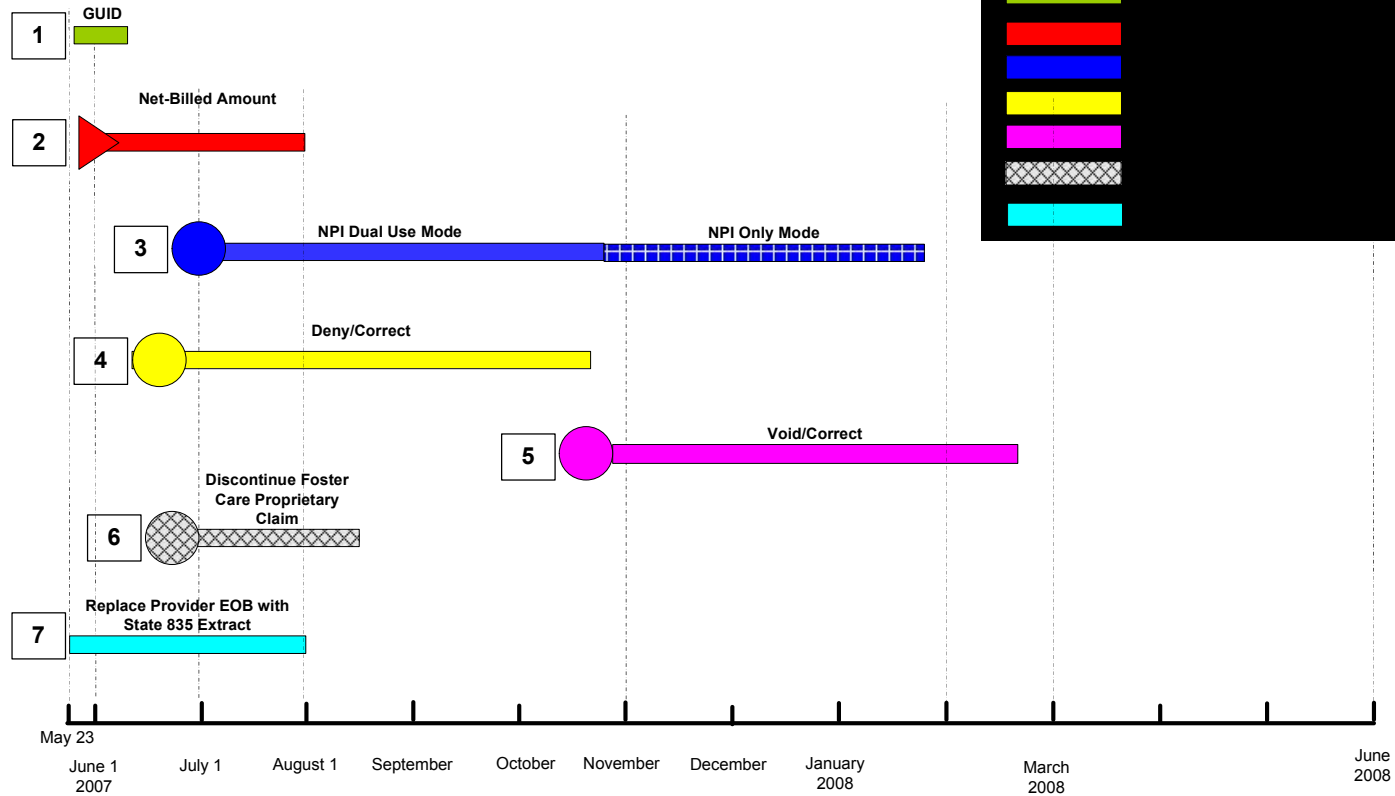 GUID
1
Net-Billed Amount
2
3
NPI Dual Use Mode
NPI Only Mode
Deny/Correct
4
Void/Correct
5
Discontinue Foster
Care Proprietary
Claim
6
Replace Provider EOB with
State 835 Extract
7
May 23
June 1
2007
July 1
August 1
September
October
November
December
January
2008
March
2008
June
2008